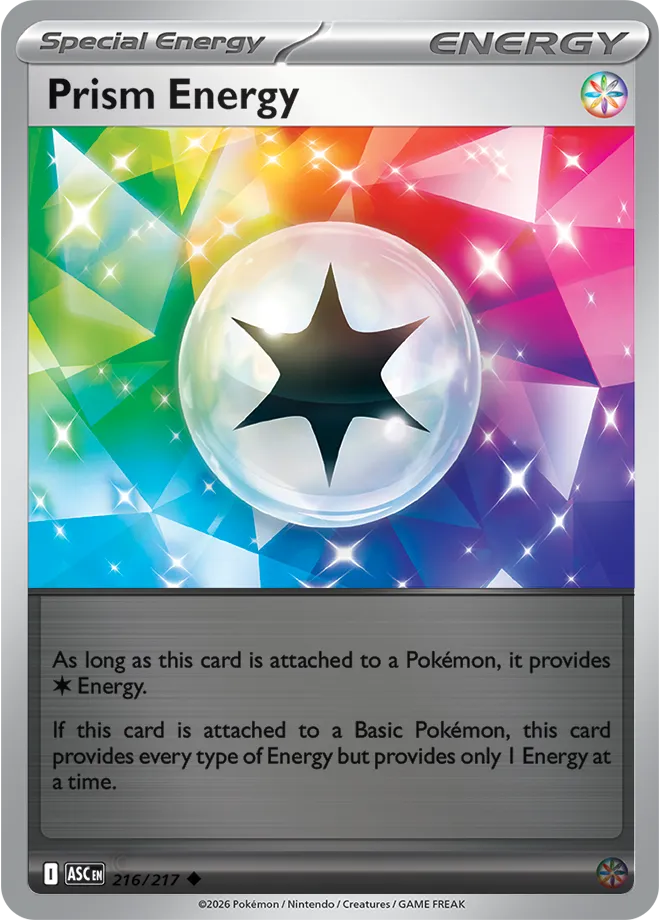 Special Energy
ENERGY
Prism Energy
As long as this card is attached to a Pokémon, it provides
Energy.
If this card is attached to a Basic Pokémon, this card
provides every type of Energy but provides only 1 Energy at
a time.
I ASC EN 216/217
©2026 Pokémon / Nintendo / Creatures / GAME FREAK